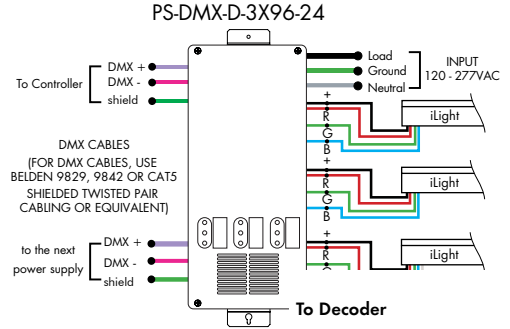 PS-DMX-D-3X96-24
To Controller
DMX +
DMX -
shield
Load
Ground
Neutral
INPUT
120 - 277VAC
+
R
G
B
iLight
DMX CABLES
(FOR DMX CABLES, USE
BELDEN 9829, 9842 OR CAT5
SHIELDED TWISTED PAIR
CABLING OR EQUIVALENT)
+
R
G
B
iLight
to the next
power supply
DMX +
DMX -
shield
+
R
iLight
To Decoder